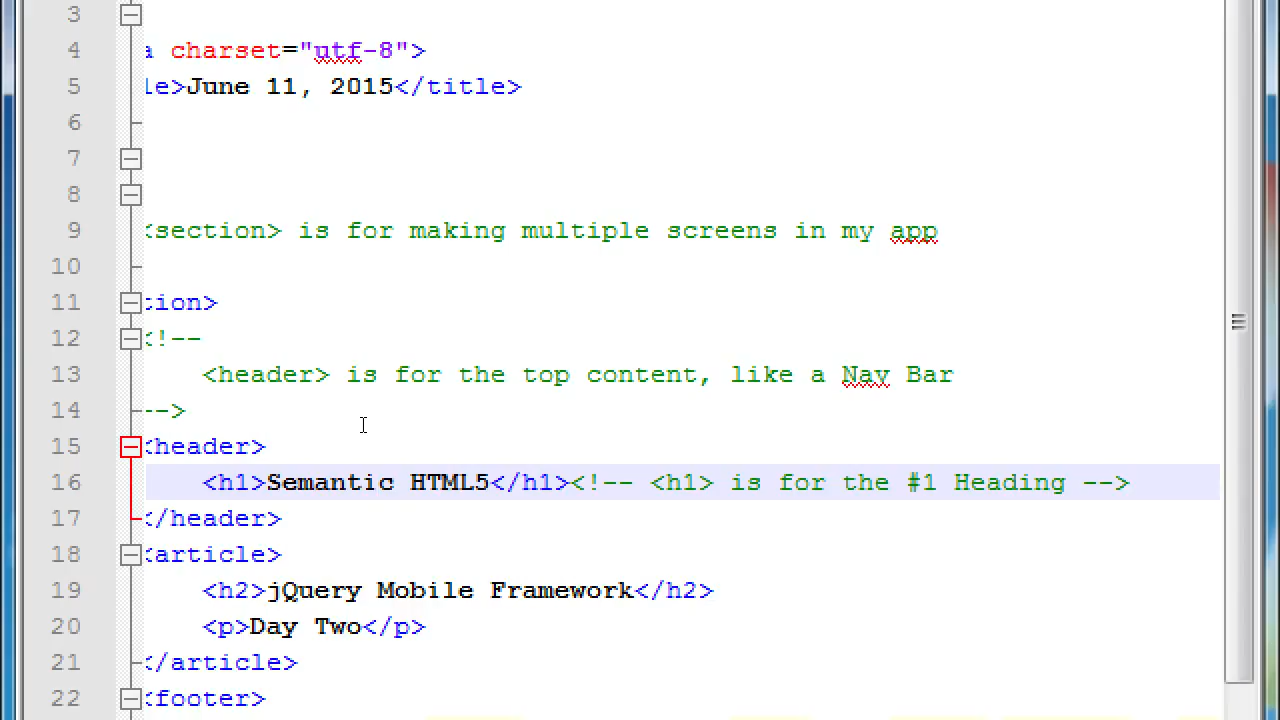 3
4 a charset="utf-8">
5 le>June 11, 2015</title>
6
7
8
9 <section> is for making multiple screens in my app
10
11 tion>
12 <!--
13 <header> is for the top content, like a Nav Bar
14 -->
15 <header>
16 <h1>Semantic HTML5</h1><!-- <h1> is for the #1 Heading -->
17 </header>
18 <article>
19 <h2>jQuery Mobile Framework</h2>
20 <p>Day Two</p>
21 </article>
22 <footer>